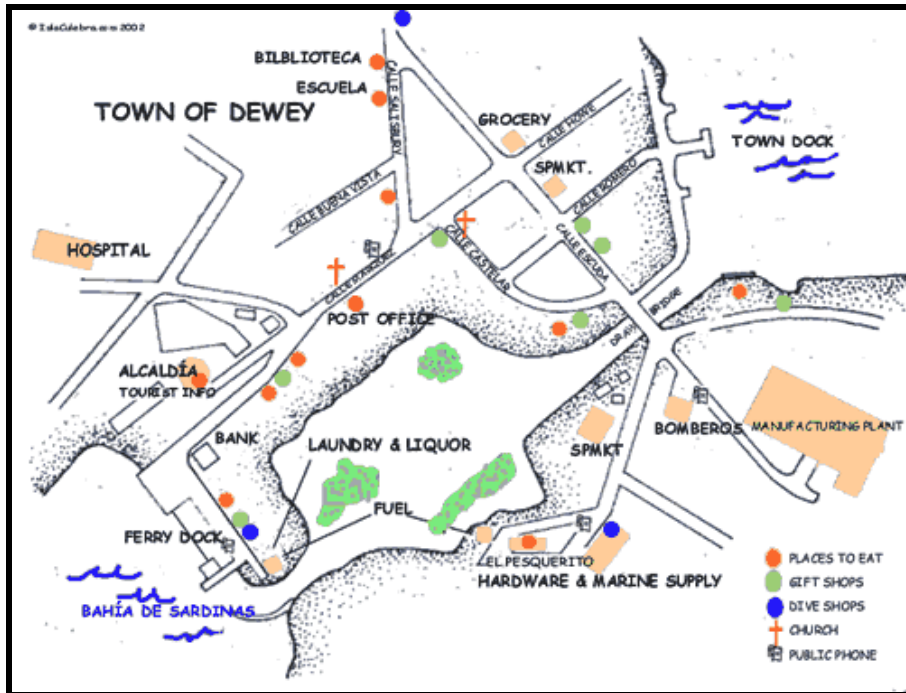 © IslaCulebra.com 2002
BILBLIOTECA
ESCUELA
CALLE SALISBURY
TOWN OF DEWEY
GROCERY
CALLE HOWE
TOWN DOCK
SPMKT.
CALLE ROMERO
CALLE BUENA VISTA
HOSPITAL
CALLE ESCUDA
CALLE CASTELAR
CALLE
POST OFFICE
DRAW BRIDGE
ALCALDÍA
TOURIST INFO
BANK
LAUNDRY & LIQUOR
SPMKT
BOMBEROS
MANUFACTURING PLANT
FUEL
FERRY DOCK
EL PESQUERITO
HARDWARE & MARINE SUPPLY
BAHÍA DE SARDINAS
PLACES TO EAT
GIFT SHOPS
DIVE SHOPS
CHURCH
PUBLIC PHONE